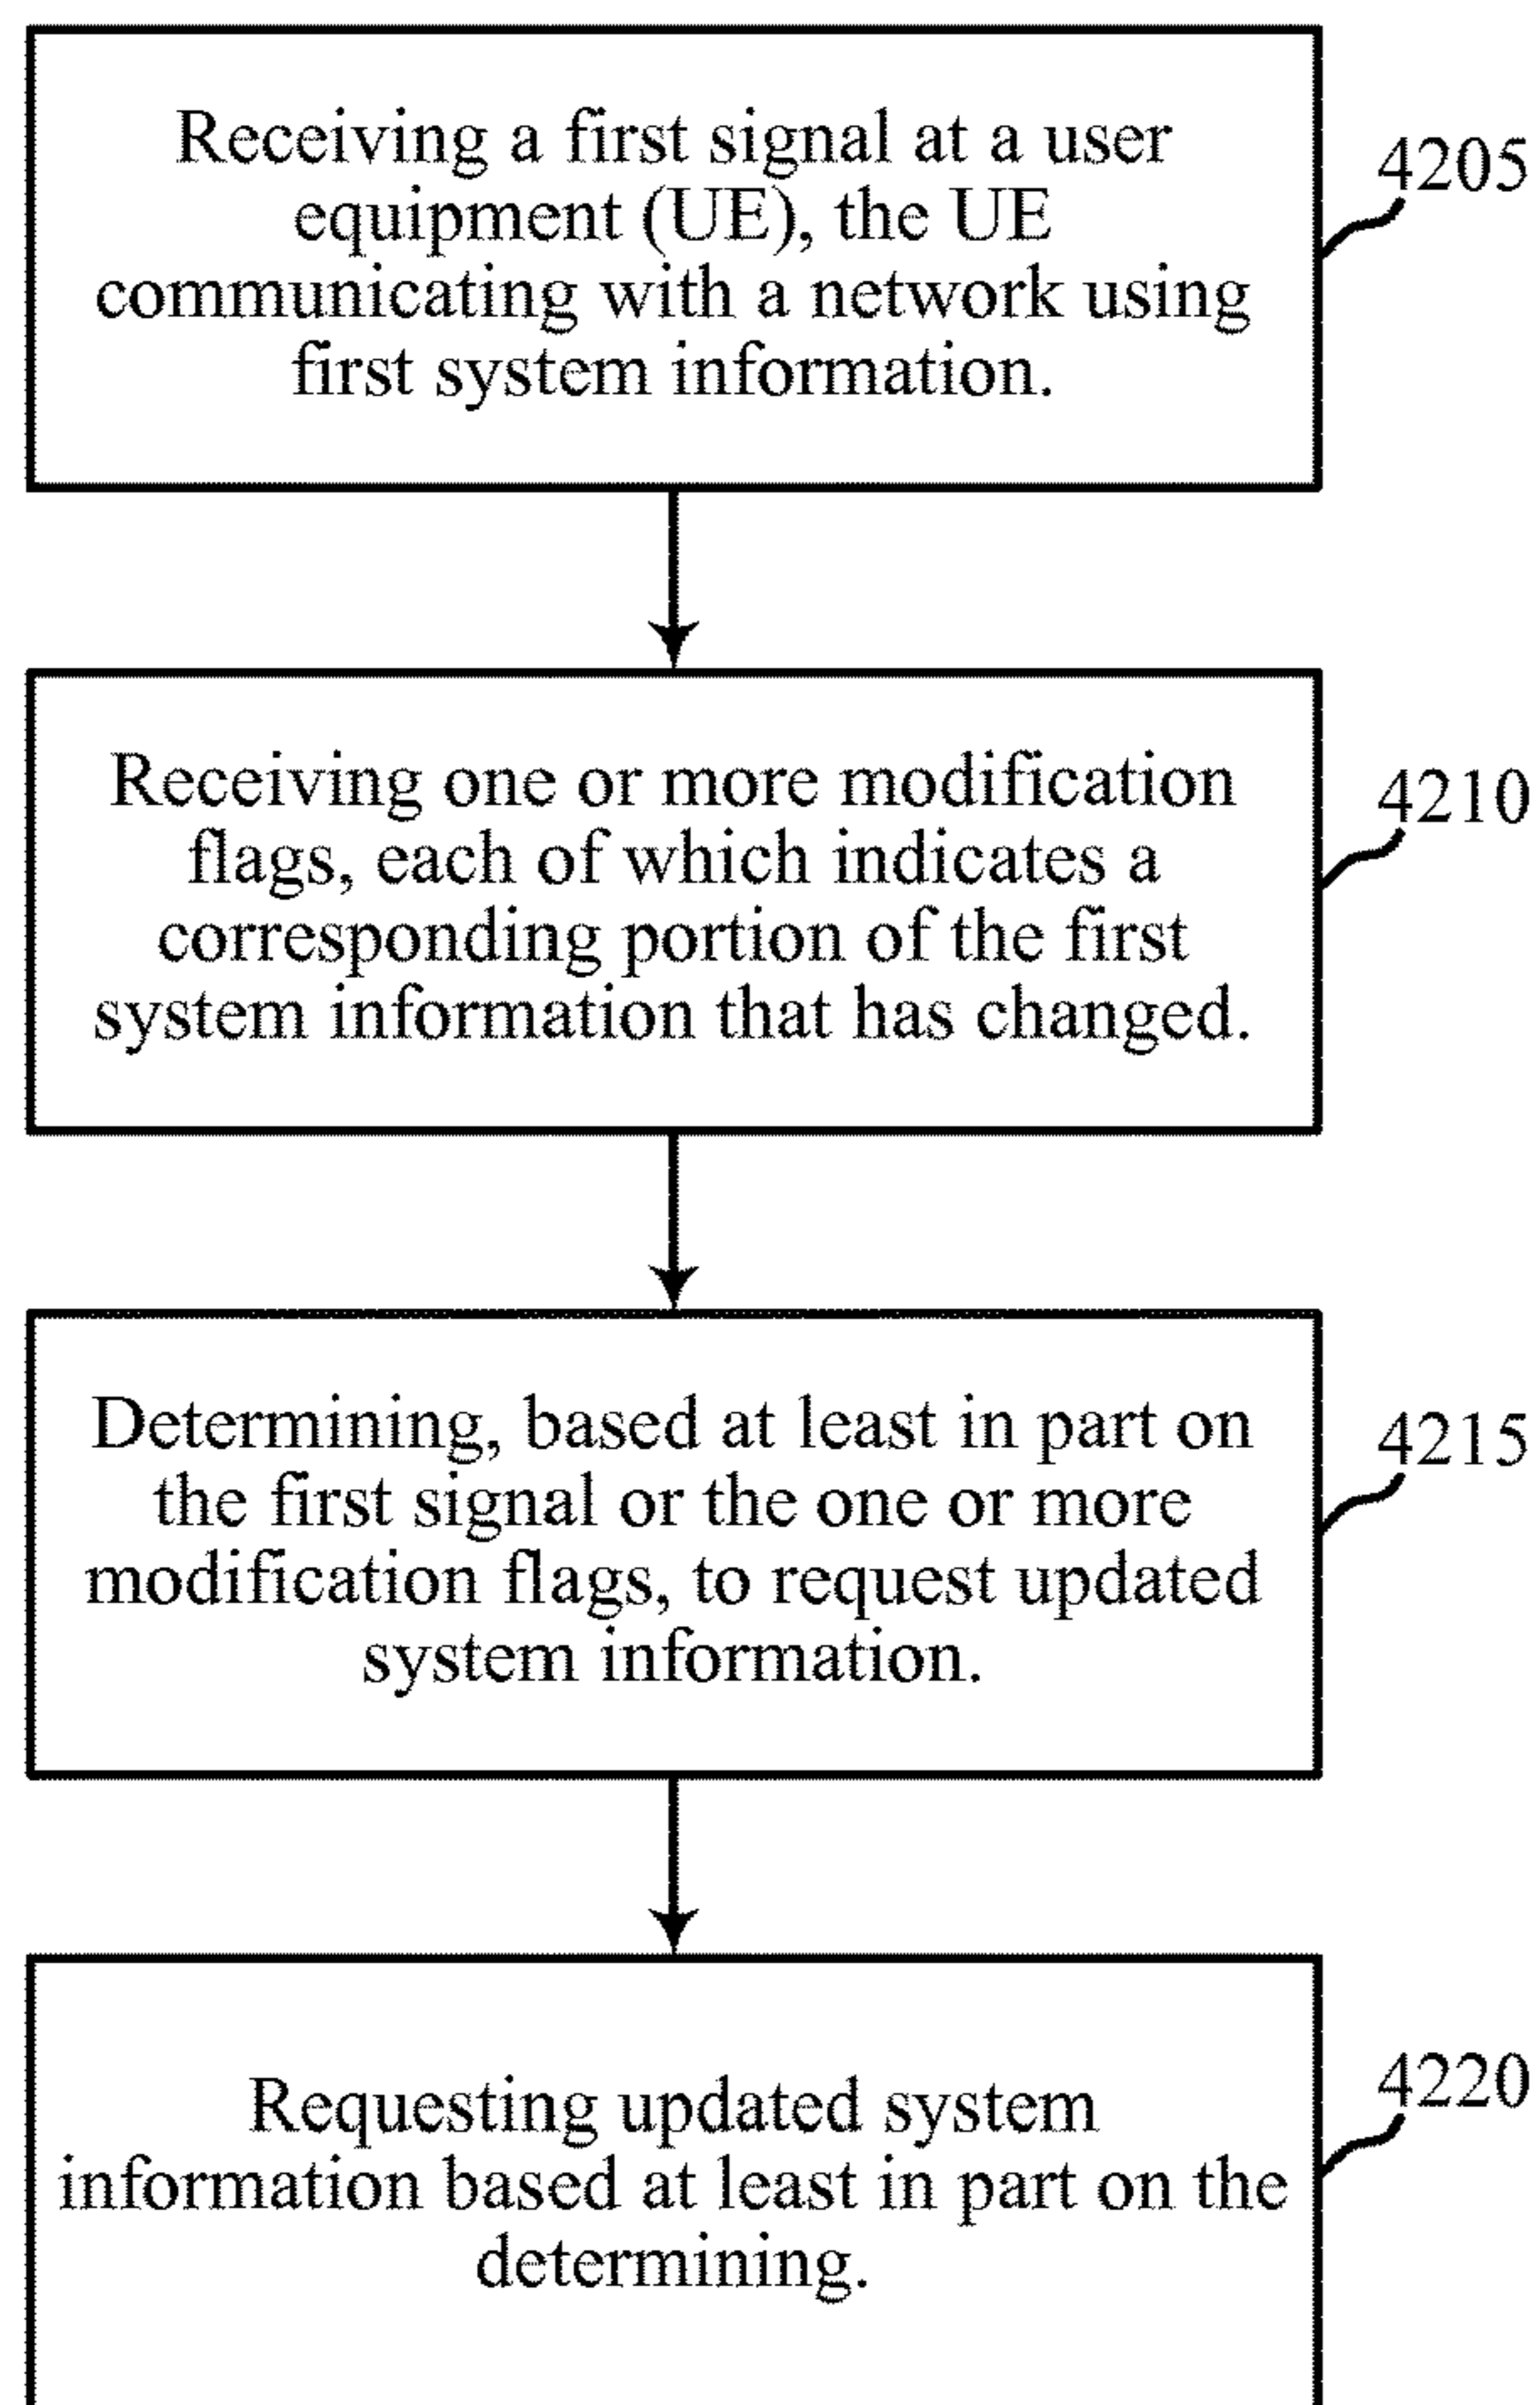 Receiving a first signal at a user
equipment (UE), the UE
communicating with a network using
first system information.
4205
Receiving one or more modification
flags, each of which indicates a
corresponding portion of the first
system information that has changed.
4210
Determining, based at least in part on
the first signal or the one or more
modification flags, to request updated
system information.
4215
Requesting updated system
information based at least in part on the
determining.
4220